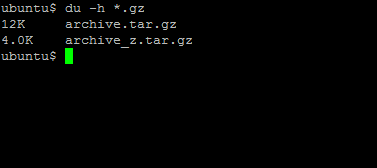 ubuntu$ du -h *.gz
12K     archive.tar.gz
4.0K    archive_z.tar.gz
ubuntu$